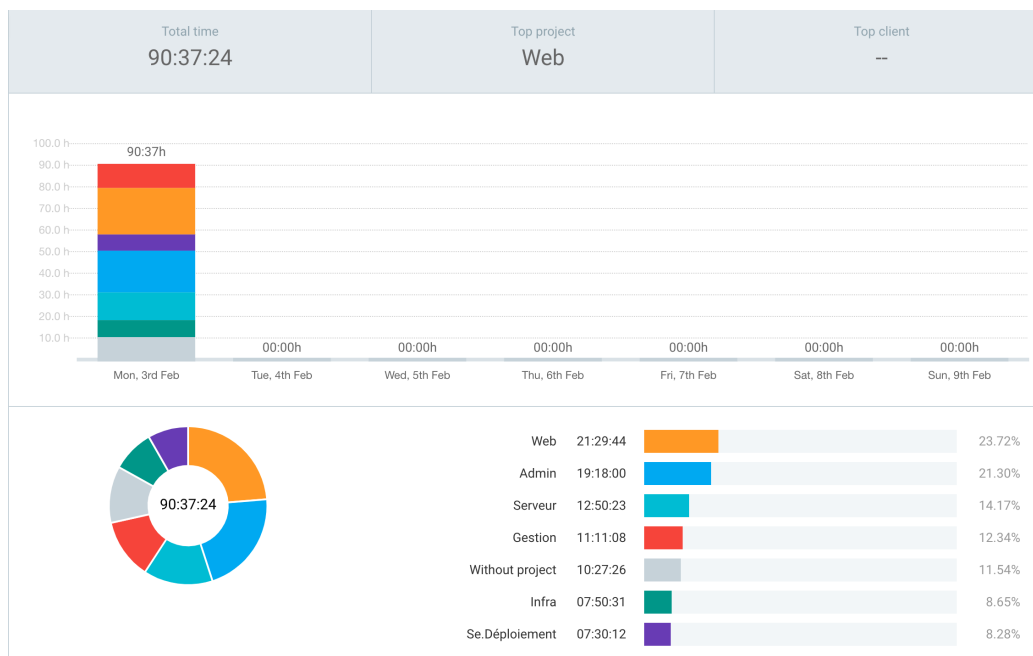 Total time Top project Top client
90:37:24 Web --
100.0 h
90:37h
90.0 h
80.0 h
70.0 h
60.0 h
50.0 h
40.0 h
30.0 h
20.0 h
10.0 h
00:00h 00:00h 00:00h 00:00h 00:00h 00:00h
Mon, 3rd Feb Tue, 4th Feb Wed, 5th Feb Thu, 6th Feb Fri, 7th Feb Sat, 8th Feb Sun, 9th Feb
90:37:24
Web 21:29:44 23.72%
Admin 19:18:00 21.30%
Serveur 12:50:23 14.17%
Gestion 11:11:08 12.34%
Without project 10:27:26 11.54%
Infra 07:50:31 8.65%
Se.Déploiement 07:30:12 8.28%